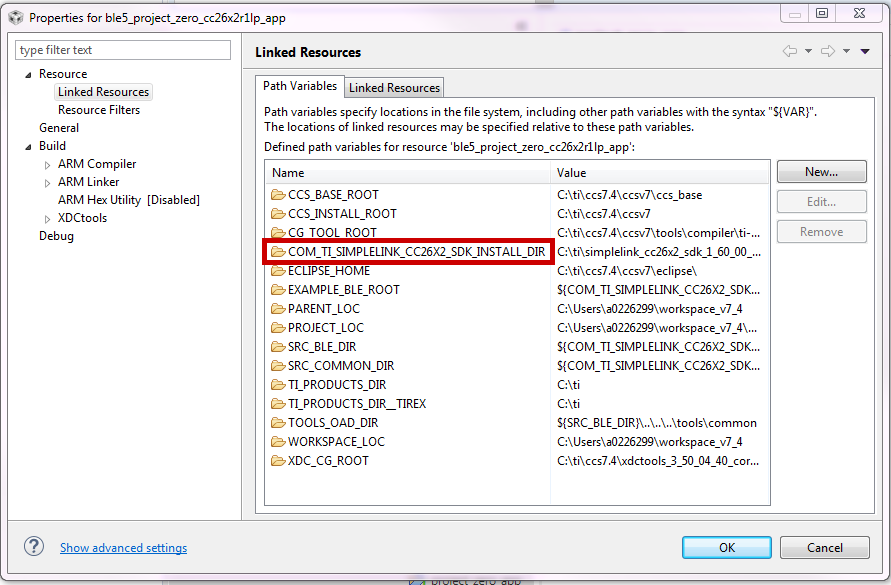 Properties for ble5_project_zero_cc26x2r1lp_app
type filter text
Resource
Linked Resources
Resource Filters
General
Build
ARM Compiler
ARM Linker
ARM Hex Utility [Disabled]
XDCtools
Debug
Linked Resources
Path Variables Linked Resources
Path variables specify locations in the file system, including other path variables with the syntax "${VAR}".
The locations of linked resources may be specified relative to these path variables.
Defined path variables for resource 'ble5_project_zero_cc26x2r1lp_app':
Name Value
CCS_BASE_ROOT C:\ti\ccs7.4\ccsv7\ccs_base
CCS_INSTALL_ROOT C:\ti\ccs7.4\ccsv7
CG_TOOL_ROOT C:\ti\ccs7.4\ccsv7\tools\compiler\ti-...
COM_TI_SIMPLELINK_CC26X2_SDK_INSTALL_DIR C:\ti\simplelink_cc26x2_sdk_1_60_00_...
ECLIPSE_HOME C:\ti\ccs7.4\ccsv7\eclipse\
EXAMPLE_BLE_ROOT ${COM_TI_SIMPLELINK_CC26X2_SDK...
PARENT_LOC C:\Users\a0226299\workspace_v7_4
PROJECT_LOC C:\Users\a0226299\workspace_v7_4\...
SRC_BLE_DIR ${COM_TI_SIMPLELINK_CC26X2_SDK...
SRC_COMMON_DIR ${COM_TI_SIMPLELINK_CC26X2_SDK...
TI_PRODUCTS_DIR C:\ti
TI_PRODUCTS_DIR__TIREX C:\ti
TOOLS_OAD_DIR ${SRC_BLE_DIR}\..\..\..\tools\common
WORKSPACE_LOC C:\Users\a0226299\workspace_v7_4
XDC_CG_ROOT C:\ti\ccs7.4\xdctools_3_50_04_40_cor...
New...
Edit...
Remove
Show advanced settings
OK
Cancel
project_zero_app